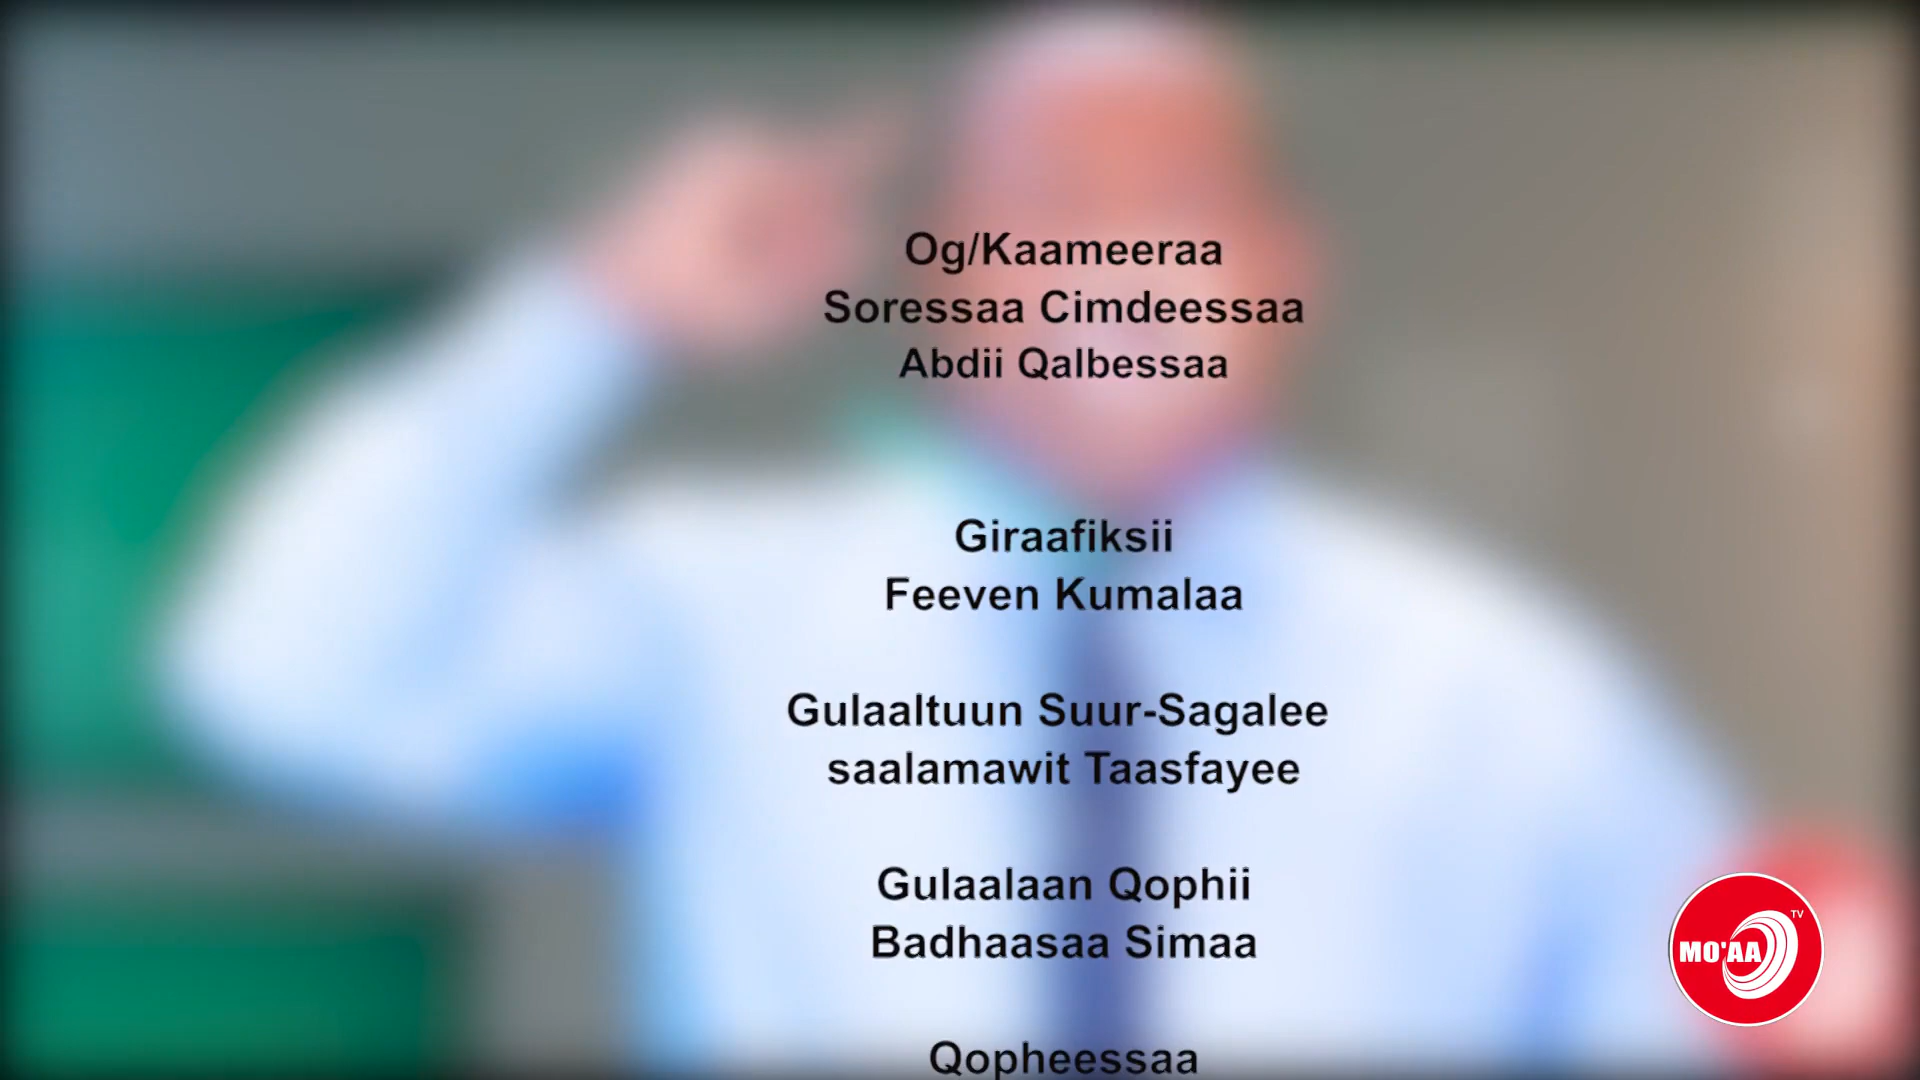 Og/Kaameeraa
Soressaa Cimdeessaa
Abdii Qalbessaa
Giraafiksii
Feeven Kumalaa
Gulaaltuun Suur-Sagalee
saalamawit Taasfayee
Gulaalaan Qophii
Badhaasaa Simaa
Qopheessaa
MO'AA TV